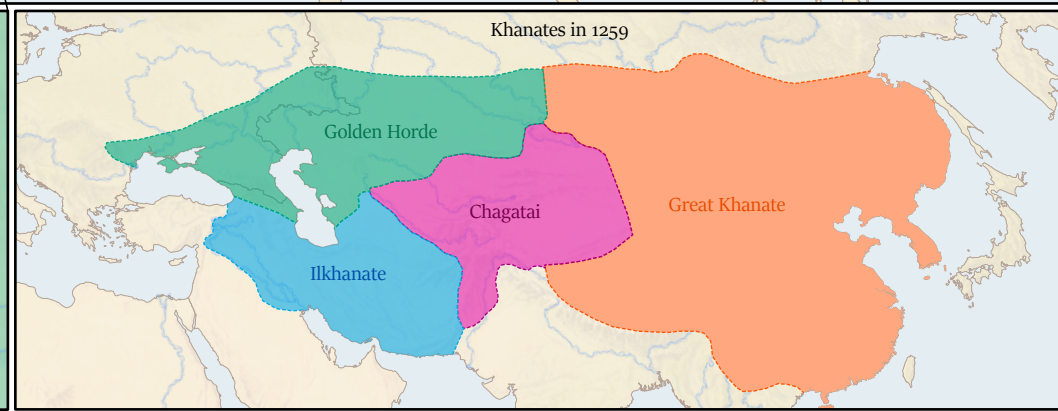 Khanates in 1259
Golden Horde
Chagatai
Great Khanate
Ilkhanate